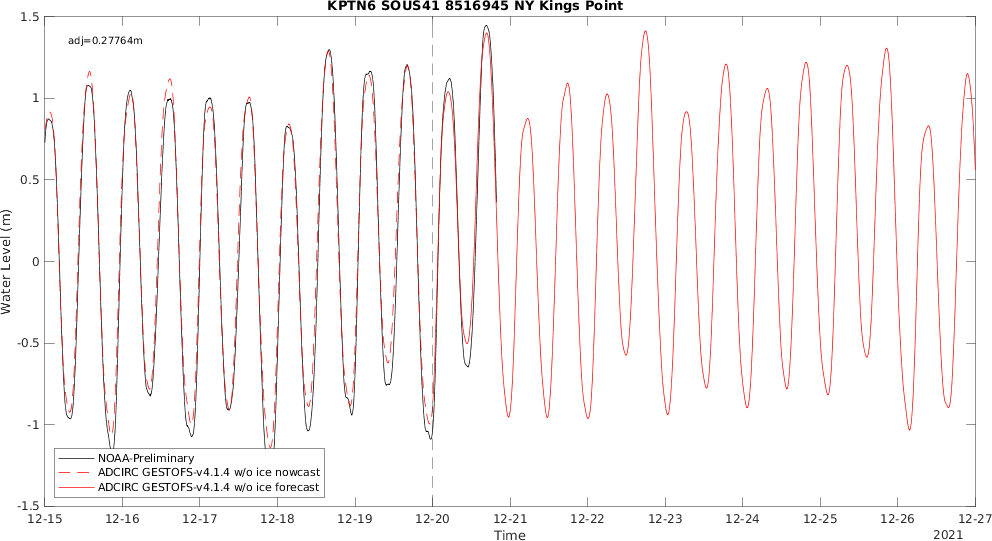 KPTN6 SOUS41 8516945 NY Kings Point
adj=0.27764m
1.5
1
0.5
0
-0.5
-1
-1.5
Water Level (m)
NOAA-Preliminary
ADCIRC GESTOFS-v4.1.4 w/o ice nowcast
ADCIRC GESTOFS-v4.1.4 w/o ice forecast
12-15 12-16 12-17 12-18 12-19 12-20 12-21 12-22 12-23 12-24 12-25 12-26 12-27
Time
2021